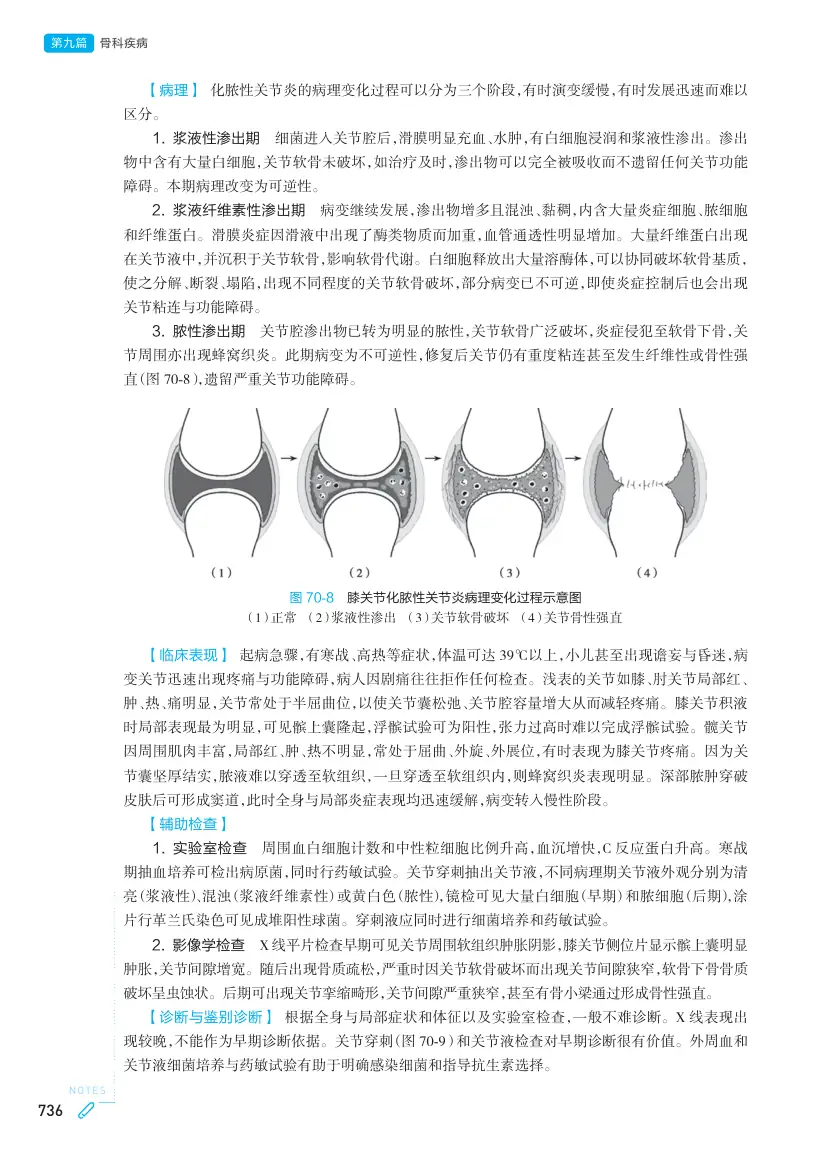 第九篇 骨科疾病
【病理】 化脓性关节炎的病理变化过程可以分为三个阶段,有时演变缓慢,有时发展迅速而难以
区分。
1. 浆液性渗出期 细菌进入关节腔后,滑膜明显充血、水肿,有白细胞浸润和浆液性渗出。渗出
物中含有大量白细胞,关节软骨未破坏,如治疗及时,渗出物可以完全被吸收而不遗留任何关节功能
障碍。本期病理改变为可逆性。
2. 浆液纤维素性渗出期 病变继续发展,渗出物增多且混浊、黏稠,内含大量炎症细胞、脓细胞
和纤维蛋白。滑膜炎症因滑液中出现了酶类物质而加重,血管通透性明显增加。大量纤维蛋白出现
在关节液中,并沉积于关节软骨,影响软骨代谢。白细胞释放出大量溶酶体,可以协同破坏软骨基质,
使之分解、断裂、塌陷,出现不同程度的关节软骨破坏,部分病变已不可逆,即使炎症控制后也会出现
关节粘连与功能障碍。
3. 脓性渗出期 关节腔渗出物已转为明显的脓性,关节软骨广泛破坏,炎症侵犯至软骨下骨,关
节周围亦出现蜂窝织炎。此期病变为不可逆性,修复后关节仍有重度粘连甚至发生纤维性或骨性强
直(图 70-8),遗留严重关节功能障碍。
(1) (2) (3) (4)
图 70-8 膝关节化脓性关节炎病理变化过程示意图
(1)正常 (2)浆液性渗出 (3)关节软骨破坏 (4)关节骨性强直
【临床表现】 起病急骤,有寒战、高热等症状,体温可达 39℃以上,小儿甚至出现谵妄与昏迷,病
变关节迅速出现疼痛与功能障碍,病人因剧痛往往拒作任何检查。浅表的关节如膝、肘关节局部红、
肿、热、痛明显,关节常处于半屈曲位,以使关节囊松弛、关节腔容量增大从而减轻疼痛。膝关节积液
时局部表现最为明显,可见髌上囊隆起,浮髌试验可为阳性,张力过高时难以完成浮髌试验。髋关节
因周围肌肉丰富,局部红、肿、热不明显,常处于屈曲、外旋、外展位,有时表现为膝关节疼痛。因为关
节囊坚厚结实,脓液难以穿透至软组织,一旦穿透至软组织内,则蜂窝织炎表现明显。深部脓肿穿破
皮肤后可形成窦道,此时全身与局部炎症表现均迅速缓解,病变转入慢性阶段。
【辅助检查】
1. 实验室检查 周围血白细胞计数和中性粒细胞比例升高,血沉增快,C 反应蛋白升高。寒战
期抽血培养可检出病原菌,同时行药敏试验。关节穿刺抽出关节液,不同病理期关节液外观分别为清
亮(浆液性)、混浊(浆液纤维素性)或黄白色(脓性),镜检可见大量白细胞(早期)和脓细胞(后期),涂
片行革兰氏染色可见成堆阳性球菌。穿刺液应同时进行细菌培养和药敏试验。
2. 影像学检查 X 线平片检查早期可见关节周围软组织肿胀阴影,膝关节侧位片显示髌上囊明显
肿胀,关节间隙增宽。随后出现骨质疏松,严重时因关节软骨破坏而出现关节间隙狭窄,软骨下骨骨质
破坏呈虫蚀状。后期可出现关节挛缩畸形,关节间隙严重狭窄,甚至有骨小梁通过形成骨性强直。
【诊断与鉴别诊断】 根据全身与局部症状和体征以及实验室检查,一般不难诊断。X 线表现出
现较晚,不能作为早期诊断依据。关节穿刺(图 70-9)和关节液检查对早期诊断很有价值。外周血和
关节液细菌培养与药敏试验有助于明确感染细菌和指导抗生素选择。
NOTES
736